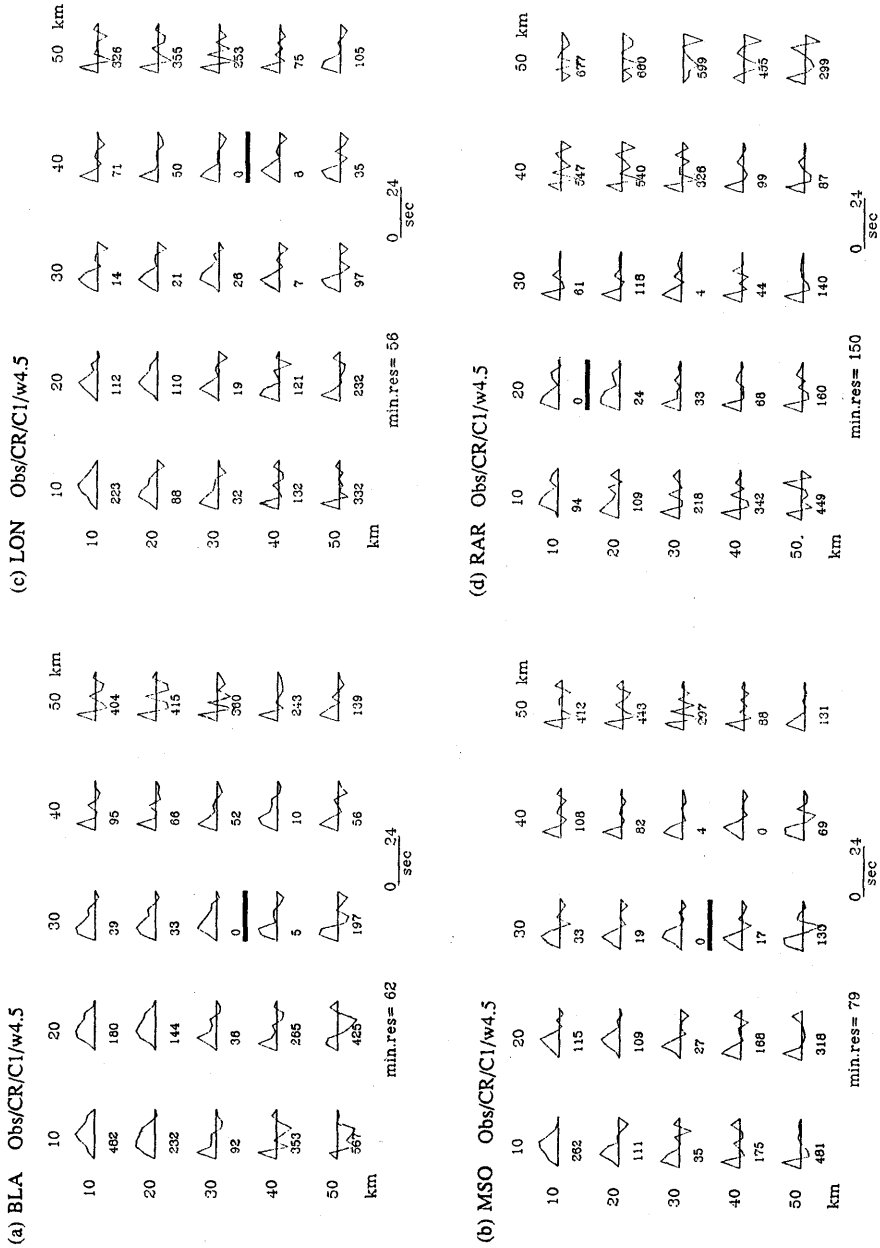 (a) BLA Obs/CR/C1/w4.5
10 20 30 40 50 km
10
482 180 39 95 404
20
232 144 33 66 415
30
92 36 0 52 360
40
353 265 5 10 243
50
567 425 197 56 139
km
min.res= 62
0 24
sec
(b) MSO Obs/CR/C1/w4.5
10 20 30 40 50 km
10
262 115 33 108 412
20
111 109 19 82 443
30
35 27 0 4 297
40
175 168 17 0 88
50
481 318 130 69 131
km
min.res= 79
0 24
sec
(c) LON Obs/CR/C1/w4.5
10 20 30 40 50 km
10
223 112 14 71 326
20
88 110 21 50 355
30
32 19 26 0 253
40
132 121 7 8 75
50
332 232 97 35 105
km
min.res= 56
0 24
sec
(d) RAR Obs/CR/C1/w4.5
10 20 30 40 50 km
10
94 0 61 547 677
20
109 24 118 540 680
30
218 33 4 326 599
40
342 68 44 99 455
50.
449 160 140 87 299
km
min.res= 150
0 24
sec